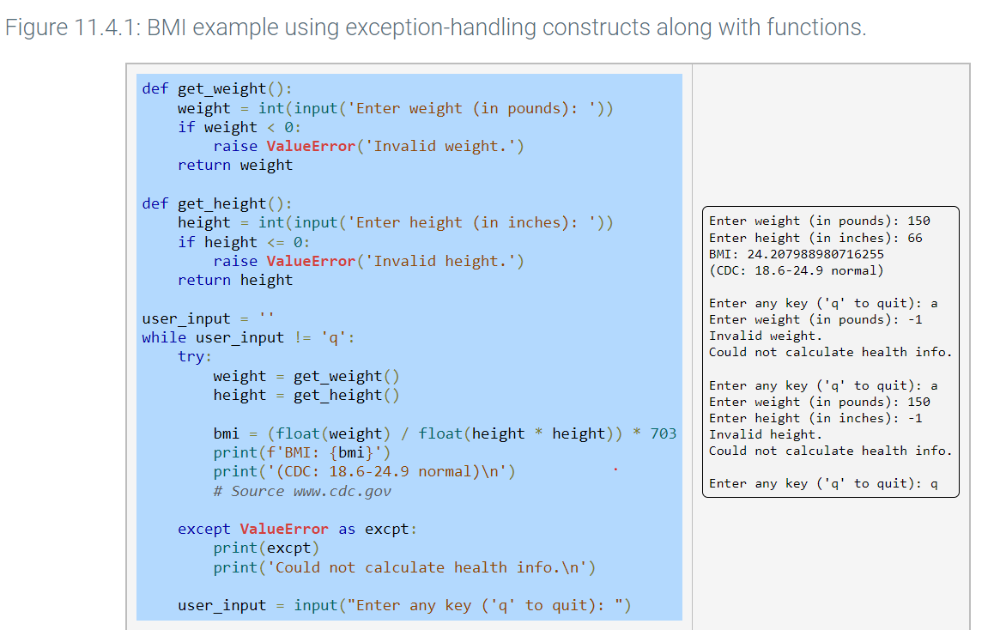 Figure 11.4.1: BMI example using exception-handling constructs along with functions.
def get_weight():
    weight = int(input('Enter weight (in pounds): '))
    if weight < 0:
        raise ValueError('Invalid weight.')
    return weight

def get_height():
    height = int(input('Enter height (in inches): '))
    if height <= 0:
        raise ValueError('Invalid height.')
    return height

user_input = ''
while user_input != 'q':
    try:
        weight = get_weight()
        height = get_height()

        bmi = (float(weight) / float(height * height)) * 703
        print(f'BMI: {bmi}')
        print('(CDC: 18.6-24.9 normal)\n')
        # Source www.cdc.gov

    except ValueError as excpt:
        print(excpt)
        print('Could not calculate health info.\n')

    user_input = input("Enter any key ('q' to quit): ")

Enter weight (in pounds): 150
Enter height (in inches): 66
BMI: 24.207988980716255
(CDC: 18.6-24.9 normal)

Enter any key ('q' to quit): a
Enter weight (in pounds): -1
Invalid weight.
Could not calculate health info.

Enter any key ('q' to quit): a
Enter weight (in pounds): 150
Enter height (in inches): -1
Invalid height.
Could not calculate health info.

Enter any key ('q' to quit): q